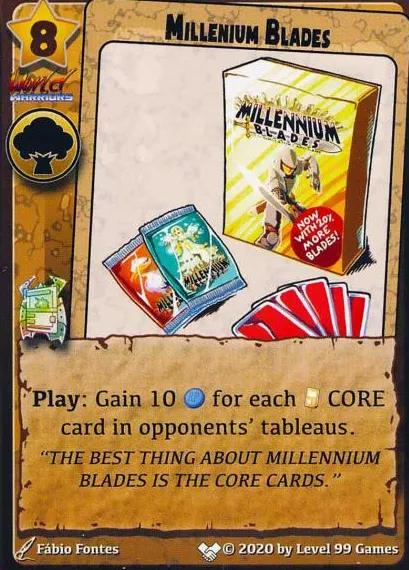 8
MILLENIUM BLADES
WORLD
WARRIORS
MILLENNIUM
BLADES
NOW
WITH 20%
MORE
BLADES!
Play: Gain 10 for each CORE
card in opponents' tableaus.
"THE BEST THING ABOUT MILLENNIUM
BLADES IS THE CORE CARDS."
Fábio Fontes
© 2020 by Level 99 Games